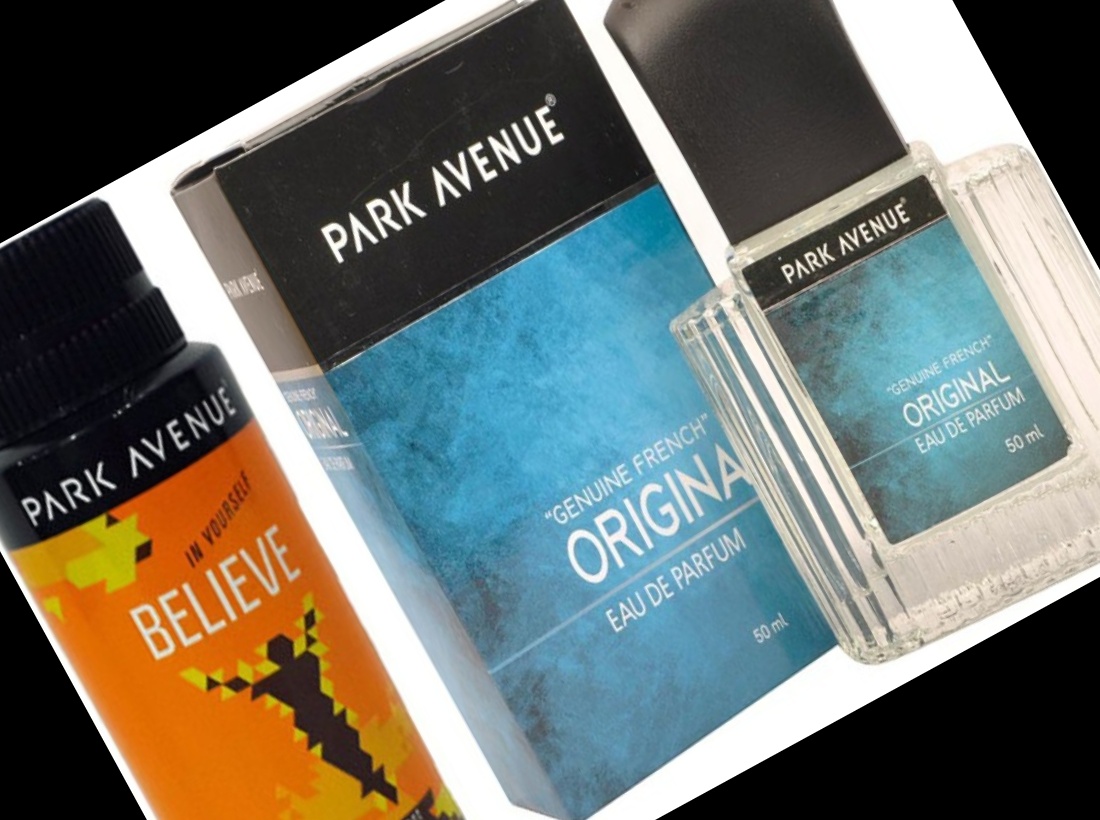 PARK AVENUE
IN YOURSELF
BELIEVE
PARK AVENUE®
"GENUINE FRENCH"
ORIGINA
EAU DE PARFUM
50 ml
PARK AVENUE
ORIGINAL
PARK AVENUE
"GENUINE FRENCH"
ORIGINAL
EAU DE PARFUM
50 ml